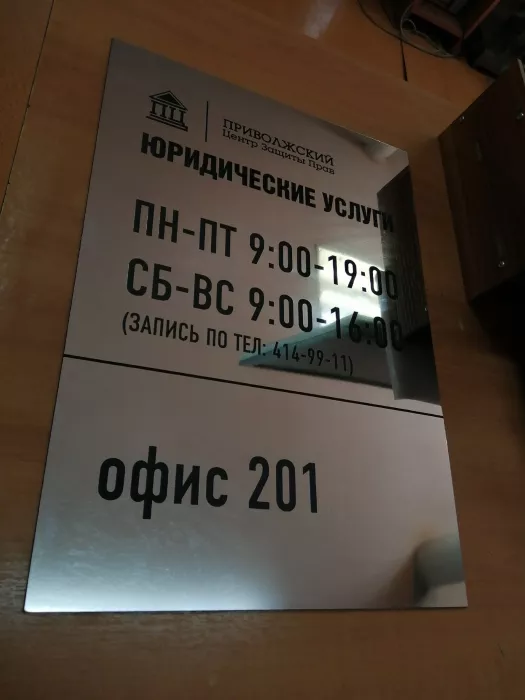 ПРИВОЛЖСКИЙ
Центр Защиты Прав
ЮРИДИЧЕСКИЕ УСЛУГИ
ПН-ПТ 9:00-19:00
СБ-ВС 9:00-16:00
(ЗАПИСЬ ПО ТЕЛ: 414-99-11)
офис 201